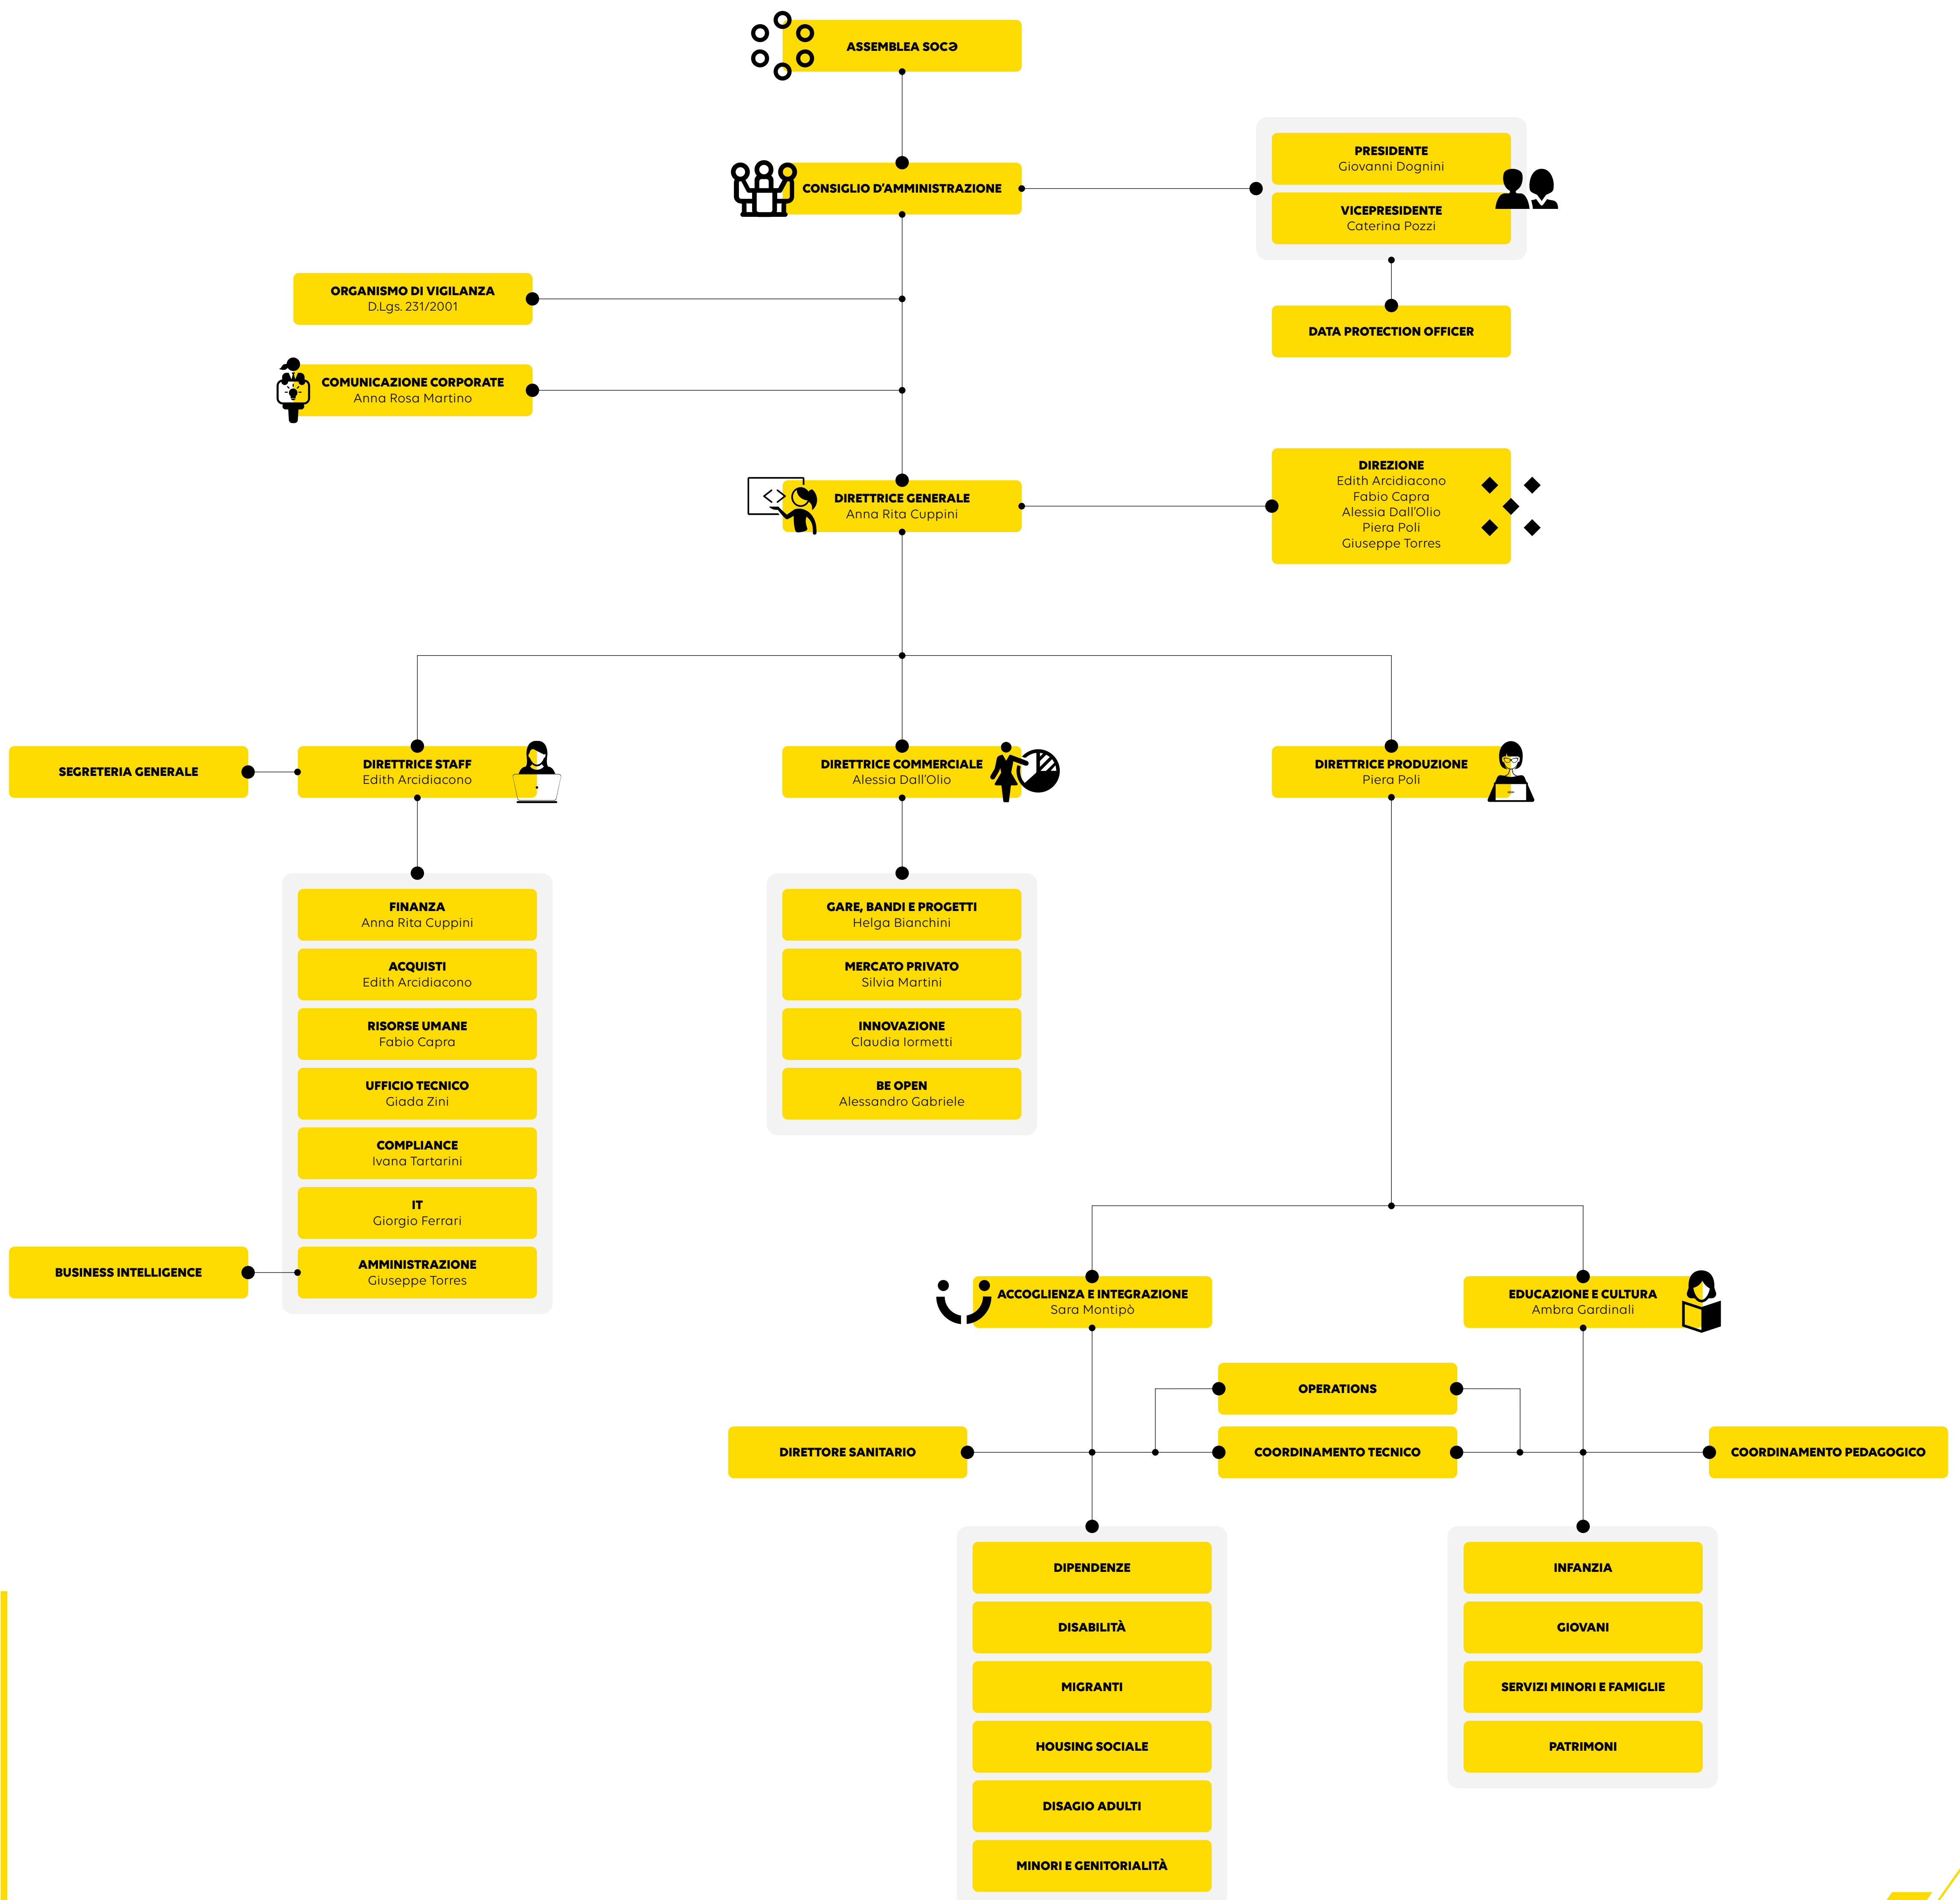 ASSEMBLEA SOCƏ
CONSIGLIO D'AMMINISTRAZIONE
PRESIDENTE
Giovanni Dognini
VICEPRESIDENTE
Caterina Pozzi
DATA PROTECTION OFFICER
ORGANISMO DI VIGILANZA
D.Lgs. 231/2001
COMUNICAZIONE CORPORATE
Anna Rosa Martino
DIRETTRICE GENERALE
Anna Rita Cuppini
DIREZIONE
Edith Arcidiacono
Fabio Capra
Alessia Dall'Olio
Piera Poli
Giuseppe Torres
SEGRETERIA GENERALE
DIRETTRICE STAFF
Edith Arcidiacono
DIRETTRICE COMMERCIALE
Alessia Dall'Olio
DIRETTRICE PRODUZIONE
Piera Poli
FINANZA
Anna Rita Cuppini
ACQUISTI
Edith Arcidiacono
RISORSE UMANE
Fabio Capra
UFFICIO TECNICO
Giada Zini
COMPLIANCE
Ivana Tartarini
IT
Giorgio Ferrari
BUSINESS INTELLIGENCE
AMMINISTRAZIONE
Giuseppe Torres
GARE, BANDI E PROGETTI
Helga Bianchini
MERCATO PRIVATO
Silvia Martini
INNOVAZIONE
Claudia Iormetti
BE OPEN
Alessandro Gabriele
ACCOGLIENZA E INTEGRAZIONE
Sara Montipò
EDUCAZIONE E CULTURA
Ambra Gardinali
OPERATIONS
DIRETTORE SANITARIO
COORDINAMENTO TECNICO
COORDINAMENTO PEDAGOGICO
DIPENDENZE
DISABILITÀ
MIGRANTI
HOUSING SOCIALE
DISAGIO ADULTI
MINORI E GENITORIALITÀ
INFANZIA
GIOVANI
SERVIZI MINORI E FAMIGLIE
PATRIMONI